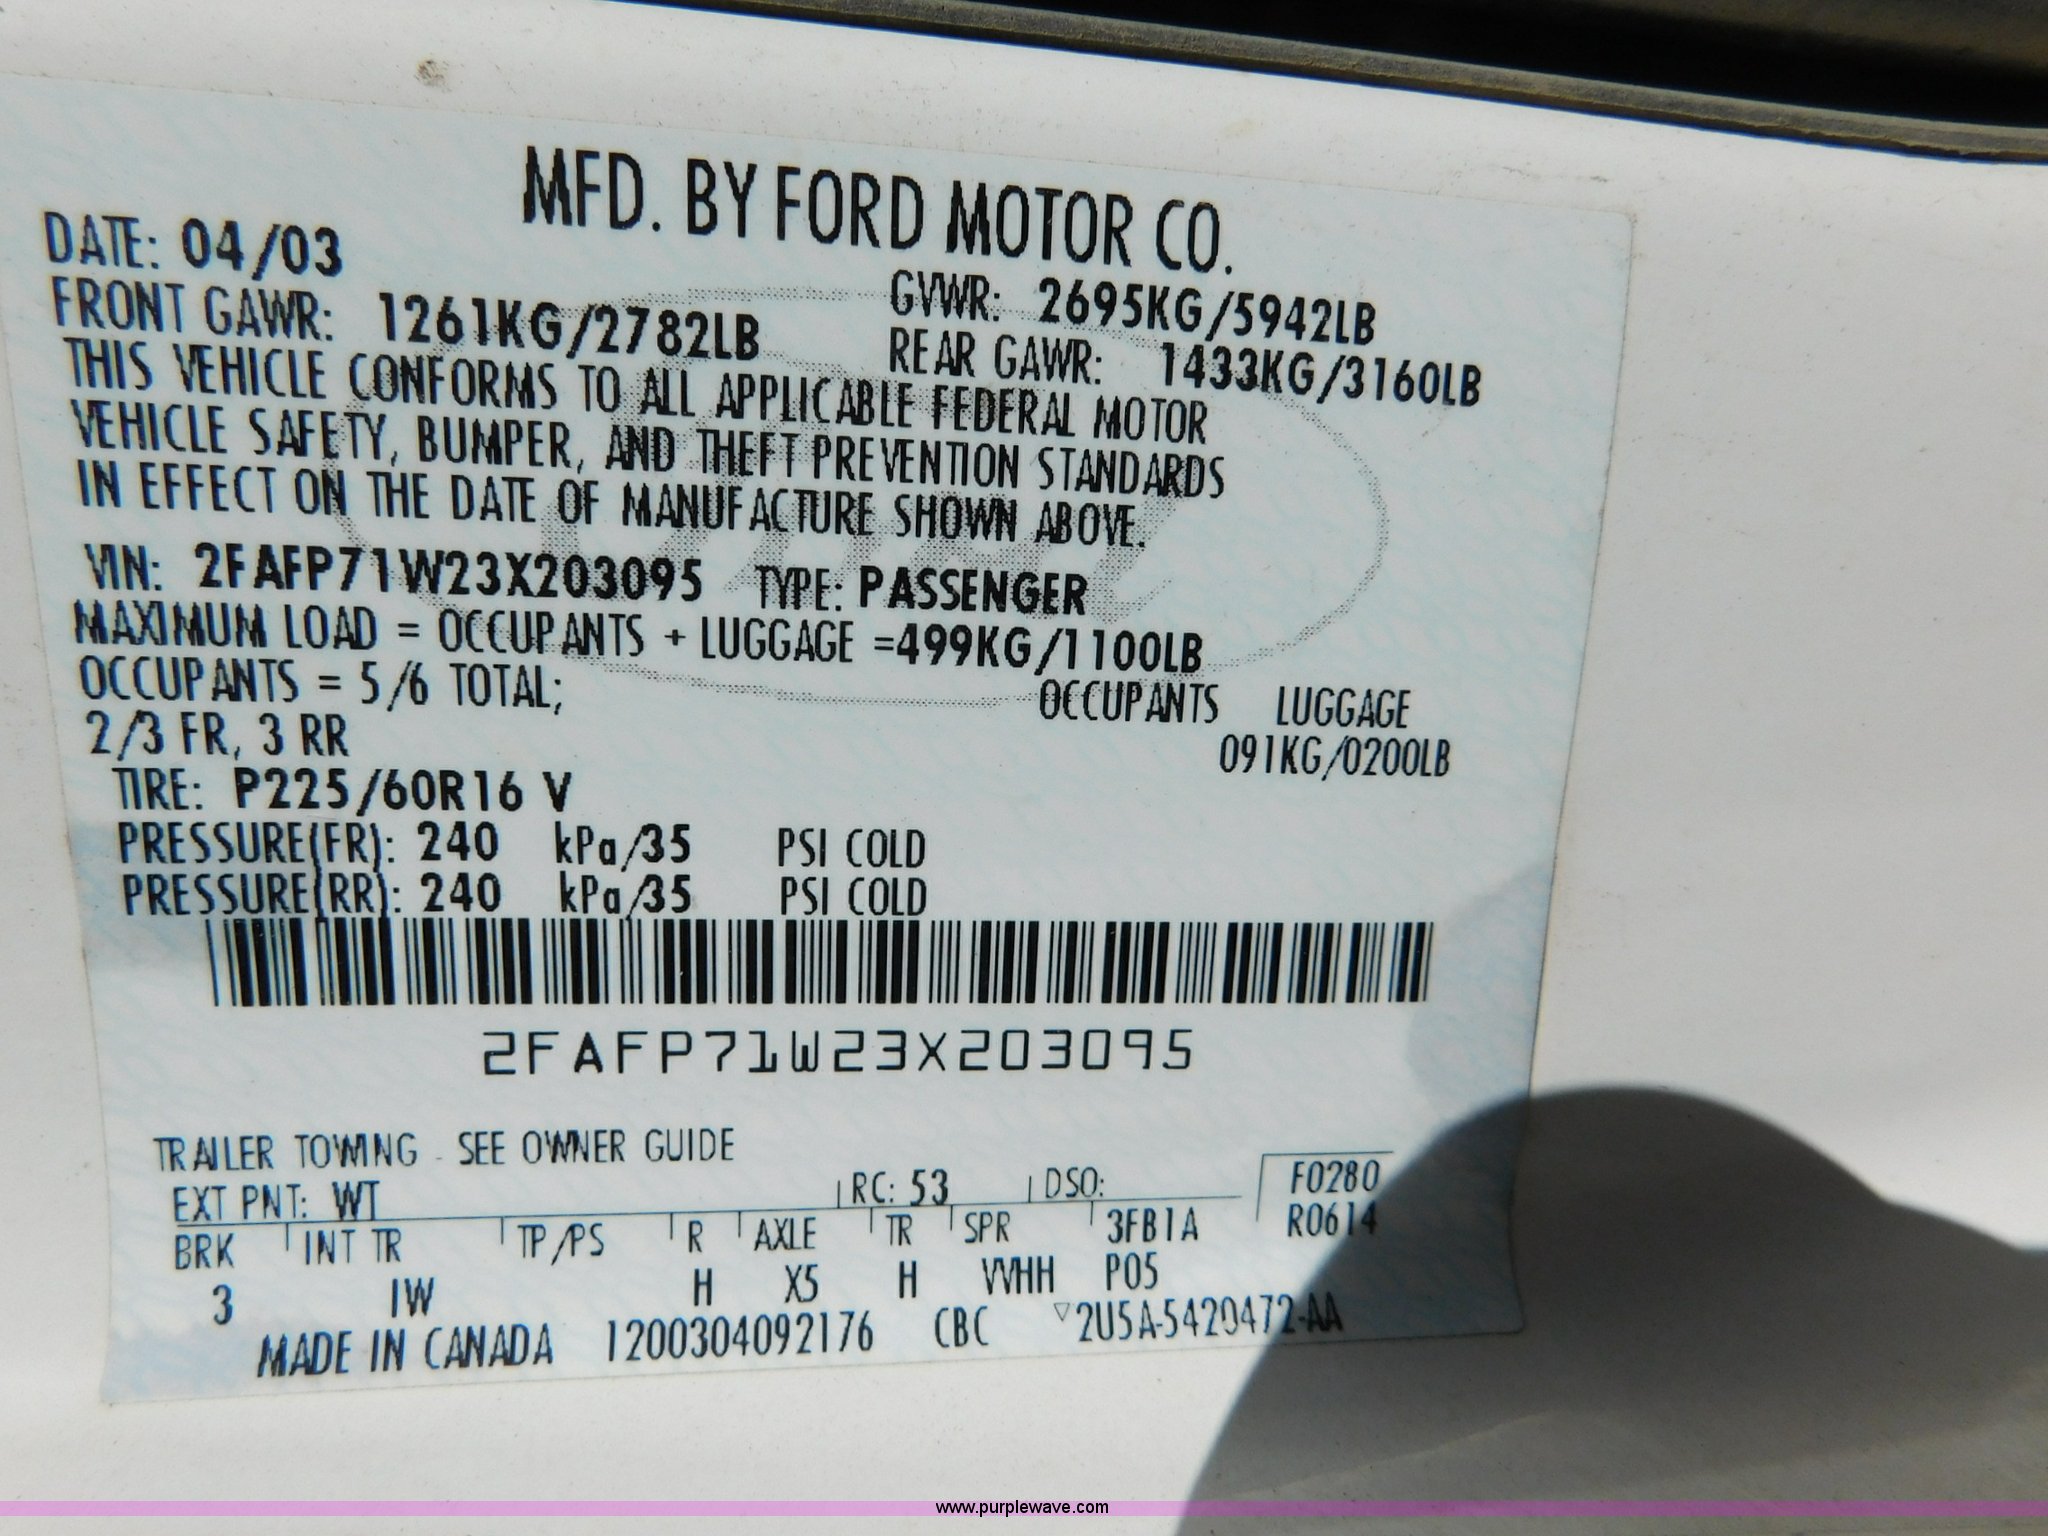 MFD. BY FORD MOTOR CO.
DATE: 04/03
GVWR: 2695KG/5942LB
FRONT GAWR: 1261KG/2782LB
REAR GAWR: 1433KG/3160LB
THIS VEHICLE CONFORMS TO ALL APPLICABLE FEDERAL MOTOR
VEHICLE SAFETY, BUMPER, AND THEFT PREVENTION STANDARDS
IN EFFECT ON THE DATE OF MANUFACTURE SHOWN ABOVE.
VIN: 2FAFP71W23X203095 TYPE: PASSENGER
MAXIMUM LOAD = OCCUPANTS + LUGGAGE =499KG/1100LB
OCCUPANTS = 5/6 TOTAL; OCCUPANTS LUGGAGE
2/3 FR, 3 RR 091KG/0200LB
TIRE: P225/60R16 V
PRESSURE(FR): 240 kPa/35 PSI COLD
PRESSURE(RR): 240 kPa/35 PSI COLD
2FAFP71W23X203095
TRAILER TOWING - SEE OWNER GUIDE
EXT PNT: WT RC: 53 DSO: F0280
R0614
BRK INT TR TP/PS R AXLE TR SPR 3FB1A
3 IW H X5 H VVHH P05
MADE IN CANADA 1200304092176 CBC ▽2U5A-5420472-AA
www.purplewave.com